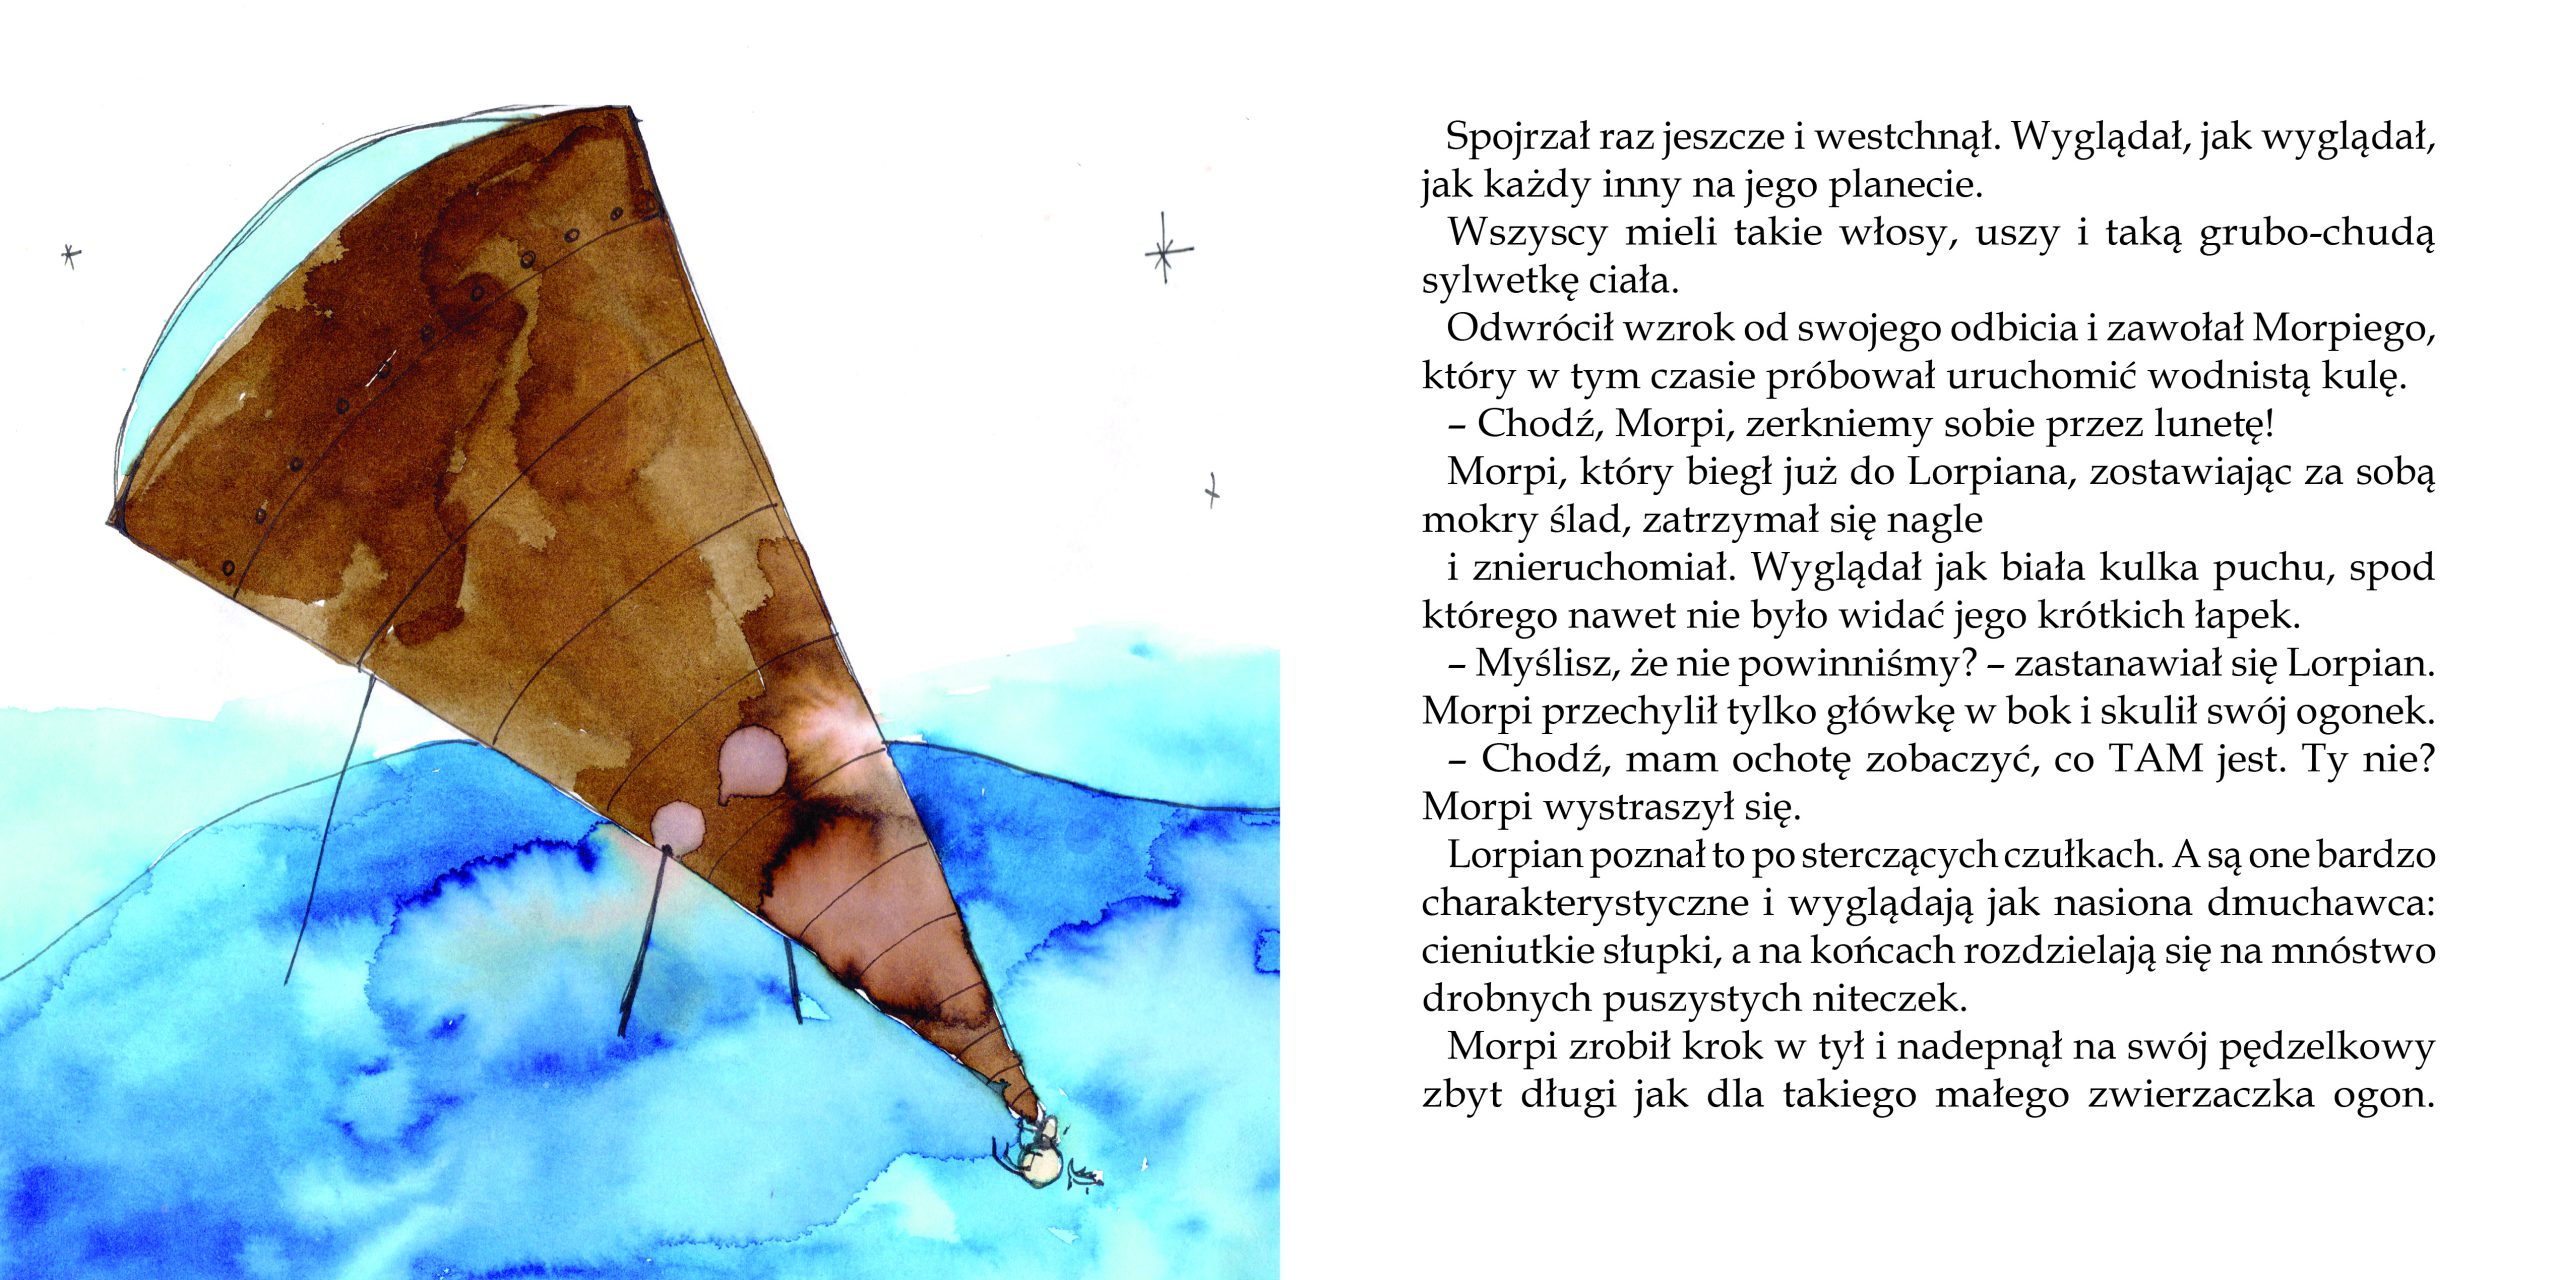 Spojrzał raz jeszcze i westchnął. Wyglądał, jak wyglądał,
jak każdy inny na jego planecie.
Wszyscy mieli takie włosy, uszy i taką grubo-chudą
sylwetkę ciała.
Odwrócił wzrok od swojego odbicia i zawołał Morpiego,
który w tym czasie próbował uruchomić wodnistą kulę.
– Chodź, Morpi, zerkniemy sobie przez lunetę!
Morpi, który biegł już do Lorpiana, zostawiając za sobą
mokry ślad, zatrzymał się nagle
i znieruchomiał. Wyglądał jak biała kulka puchu, spod
którego nawet nie było widać jego krótkich łapek.
– Myślisz, że nie powinniśmy? – zastanawiał się Lorpian.
Morpi przechylił tylko główkę w bok i skulił swój ogonek.
– Chodź, mam ochotę zobaczyć, co TAM jest. Ty nie?
Morpi wystraszył się.
Lorpian poznał to po sterczących czułkach. A są one bardzo
charakterystyczne i wyglądają jak nasiona dmuchawca:
cieniutkie słupki, a na końcach rozdzielają się na mnóstwo
drobnych puszystych niteczek.
Morpi zrobił krok w tył i nadepnął na swój pędzelkowy
zbyt długi jak dla takiego małego zwierzaczka ogon.